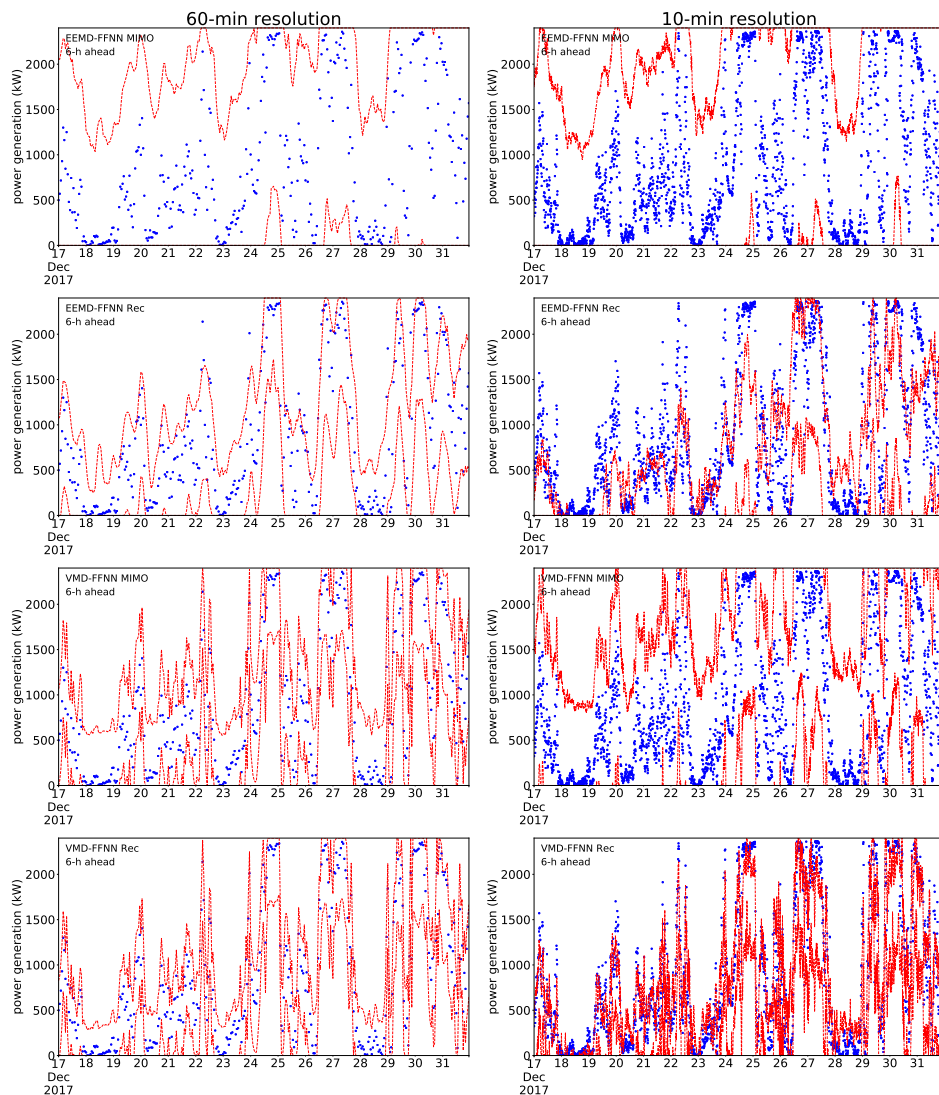 60-min resolution
10-min resolution
EEMD-FFNN MIMO
6-h ahead
power generation (kW)
2000
1500
1000
500
0
17 18 19 20 21 22 23 24 25 26 27 28 29 30 31
Dec
2017
EEMD-FFNN MIMO
6-h ahead
power generation (kW)
2000
1500
1000
500
0
17 18 19 20 21 22 23 24 25 26 27 28 29 30 31
Dec
2017
EEMD-FFNN Rec
6-h ahead
power generation (kW)
2000
1500
1000
500
0
17 18 19 20 21 22 23 24 25 26 27 28 29 30 31
Dec
2017
EEMD-FFNN Rec
6-h ahead
power generation (kW)
2000
1500
1000
500
0
17 18 19 20 21 22 23 24 25 26 27 28 29 30 31
Dec
2017
VMD-FFNN MIMO
6-h ahead
power generation (kW)
2000
1500
1000
500
0
17 18 19 20 21 22 23 24 25 26 27 28 29 30 31
Dec
2017
VMD-FFNN MIMO
6-h ahead
power generation (kW)
2000
1500
1000
500
0
17 18 19 20 21 22 23 24 25 26 27 28 29 30 31
Dec
2017
VMD-FFNN Rec
6-h ahead
power generation (kW)
2000
1500
1000
500
0
17 18 19 20 21 22 23 24 25 26 27 28 29 30 31
Dec
2017
VMD-FFNN Rec
6-h ahead
power generation (kW)
2000
1500
1000
500
0
17 18 19 20 21 22 23 24 25 26 27 28 29 30 31
Dec
2017